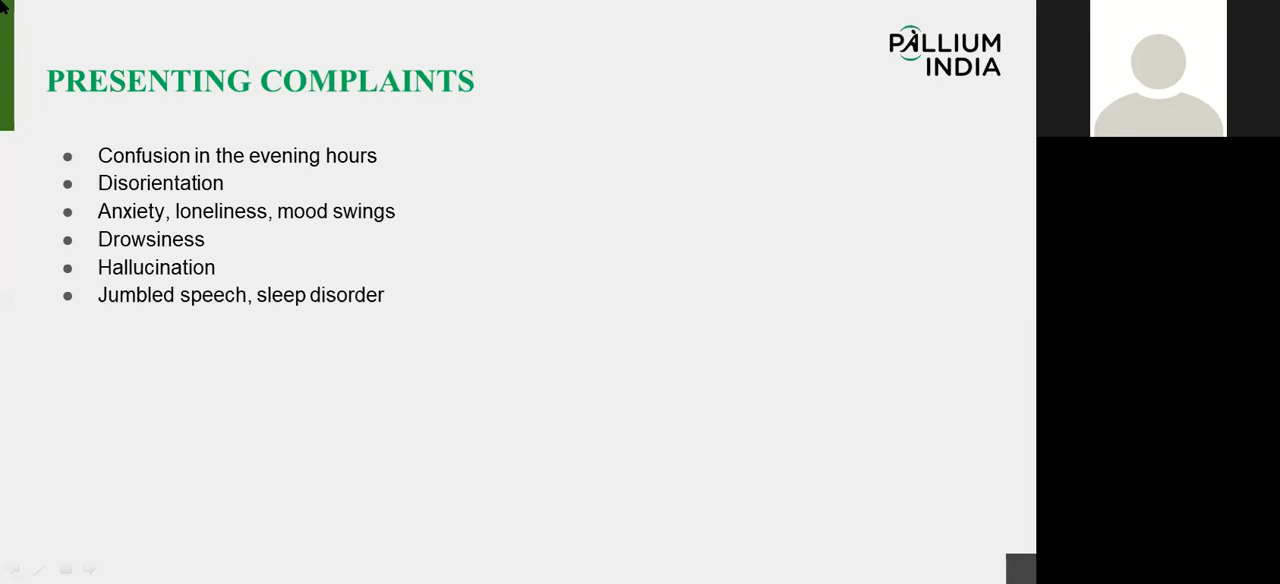 PALLIUM
INDIA
PRESENTING COMPLAINTS
Confusion in the evening hours
Disorientation
Anxiety, loneliness, mood swings
Drowsiness
Hallucination
Jumbled speech, sleep disorder